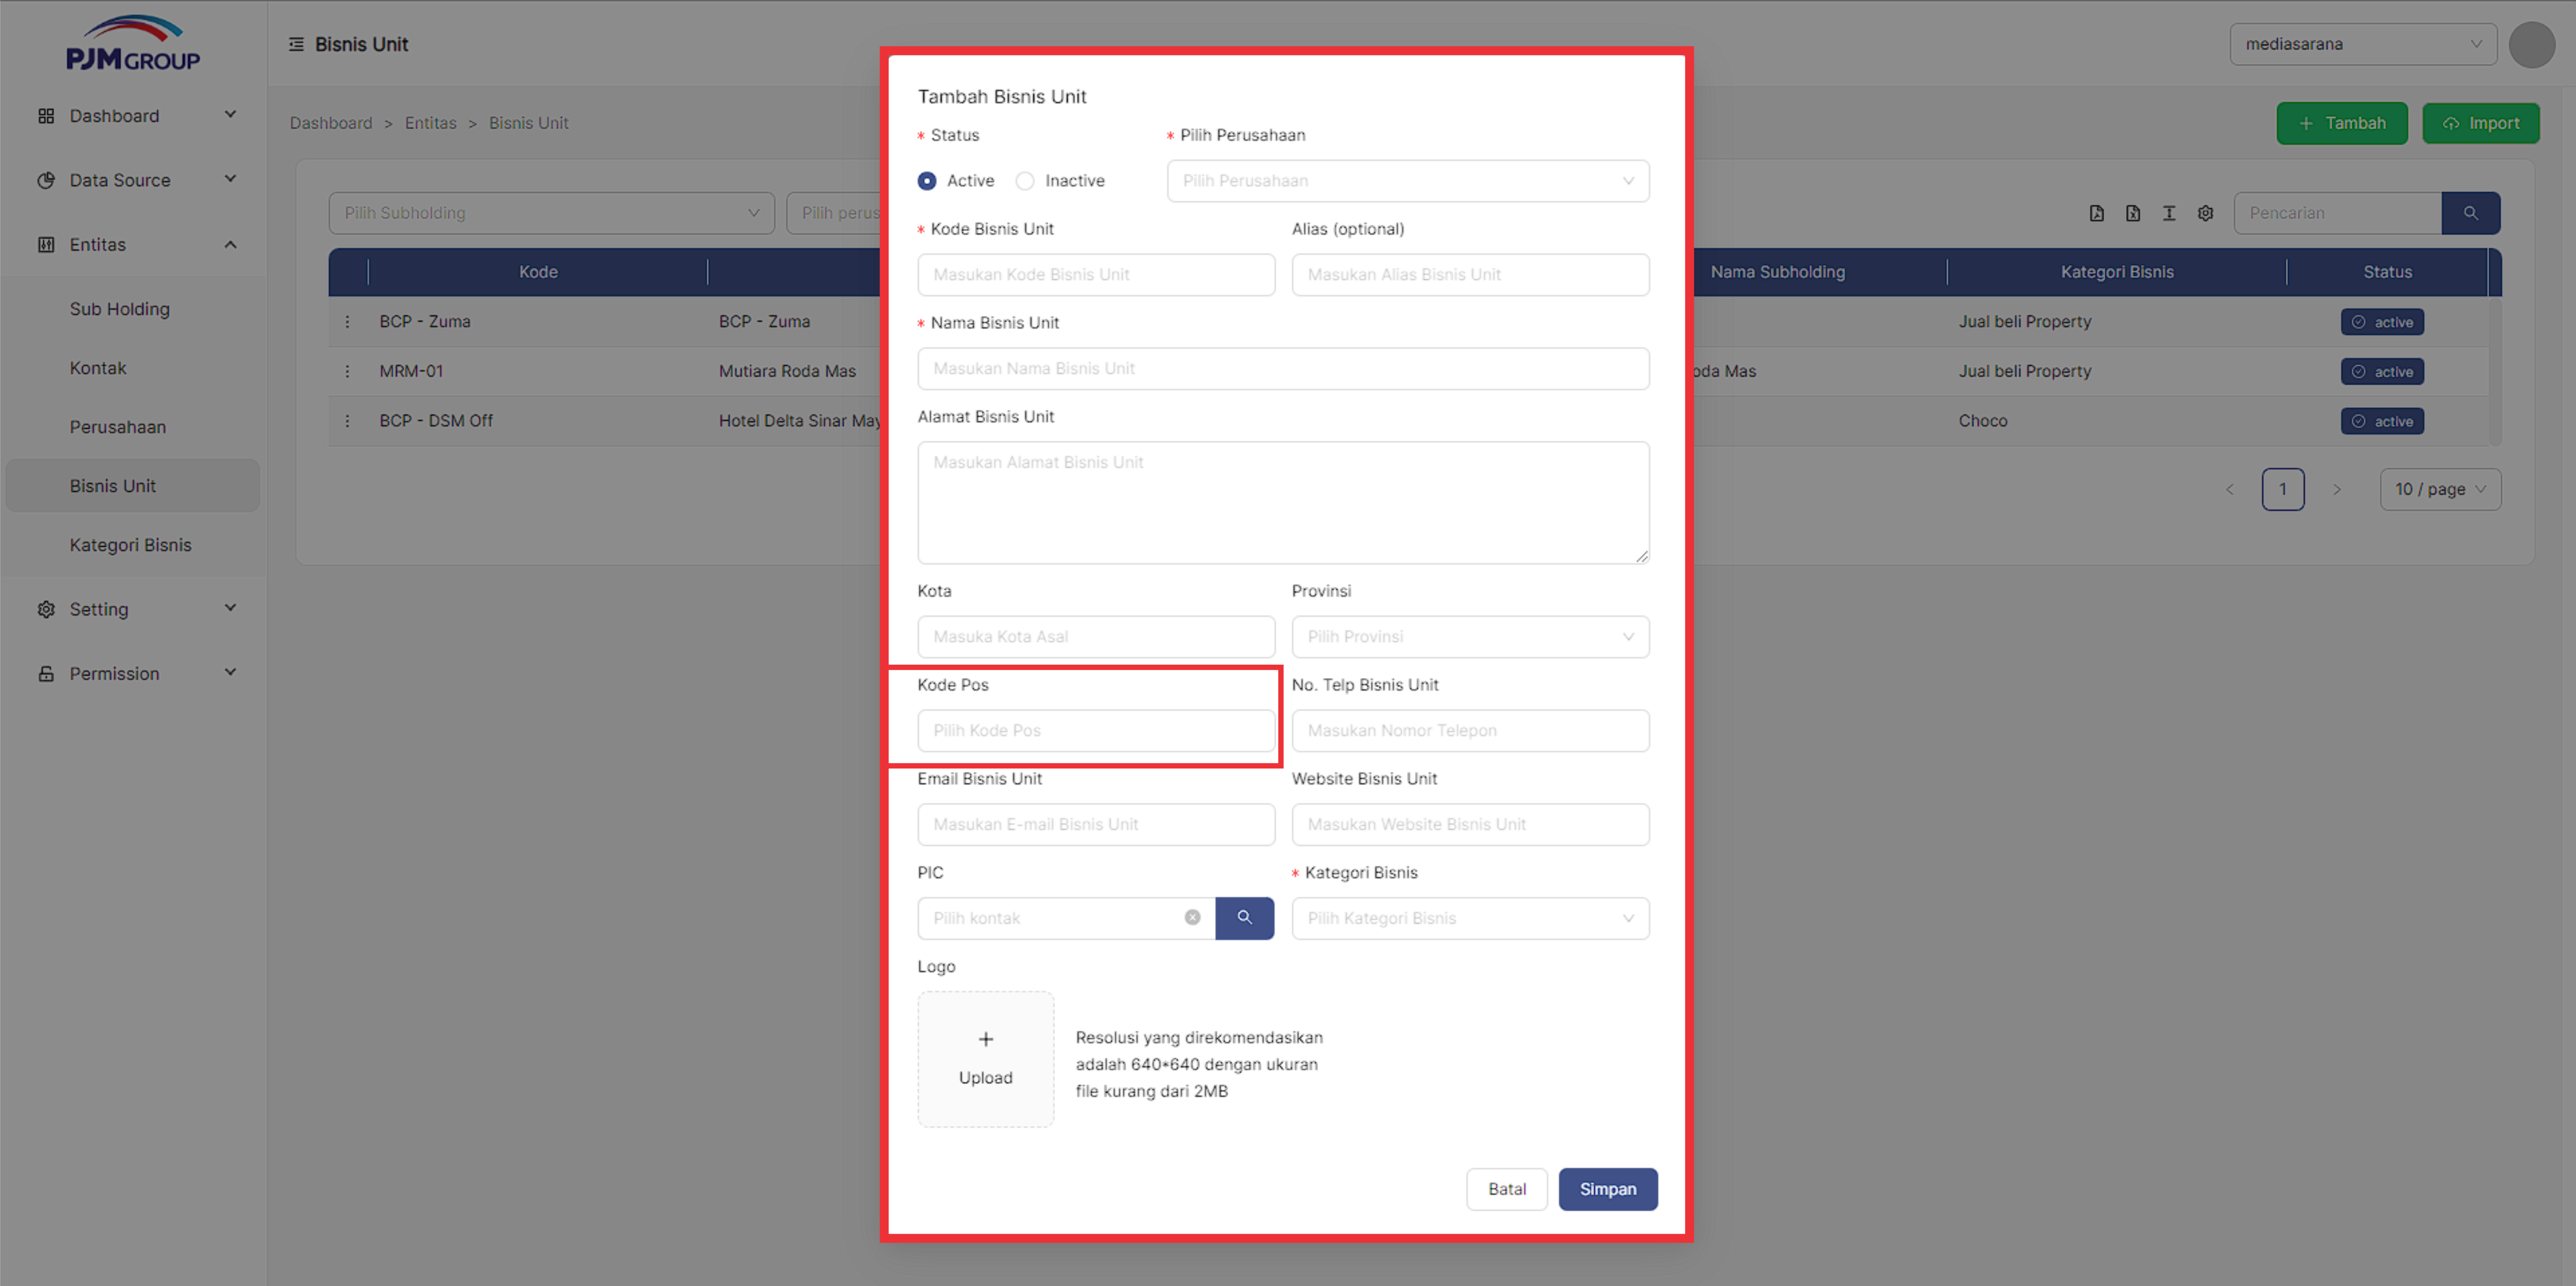 PJM GROUP
Bisnis Unit
mediasarana
Dashboard
Data Source
Entitas
Sub Holding
Kontak
Perusahaan
Bisnis Unit
Kategori Bisnis
Setting
Permission
Dashboard > Entitas > Bisnis Unit
+ Tambah
Import
Pilih Subholding
Pilih perus
Pencarian
Kode
Nama Subholding
Kategori Bisnis
Status
BCP - Zuma
BCP - Zuma
Jual beli Property
active
MRM-01
Mutiara Roda Mas
oda Mas
Jual beli Property
active
BCP - DSM Off
Hotel Delta Sinar May
Choco
active
< 1 >
10 / page
Tambah Bisnis Unit
* Status
* Pilih Perusahaan
Active
Inactive
Pilih Perusahaan
* Kode Bisnis Unit
Alias (optional)
Masukan Kode Bisnis Unit
Masukan Alias Bisnis Unit
* Nama Bisnis Unit
Masukan Nama Bisnis Unit
Alamat Bisnis Unit
Masukan Alamat Bisnis Unit
Kota
Provinsi
Masuka Kota Asal
Pilih Provinsi
Kode Pos
No. Telp Bisnis Unit
Pilih Kode Pos
Masukan Nomor Telepon
Email Bisnis Unit
Website Bisnis Unit
Masukan E-mail Bisnis Unit
Masukan Website Bisnis Unit
PIC
* Kategori Bisnis
Pilih kontak
Pilih Kategori Bisnis
Logo
+
Upload
Resolusi yang direkomendasikan
adalah 640*640 dengan ukuran
file kurang dari 2MB
Batal
Simpan